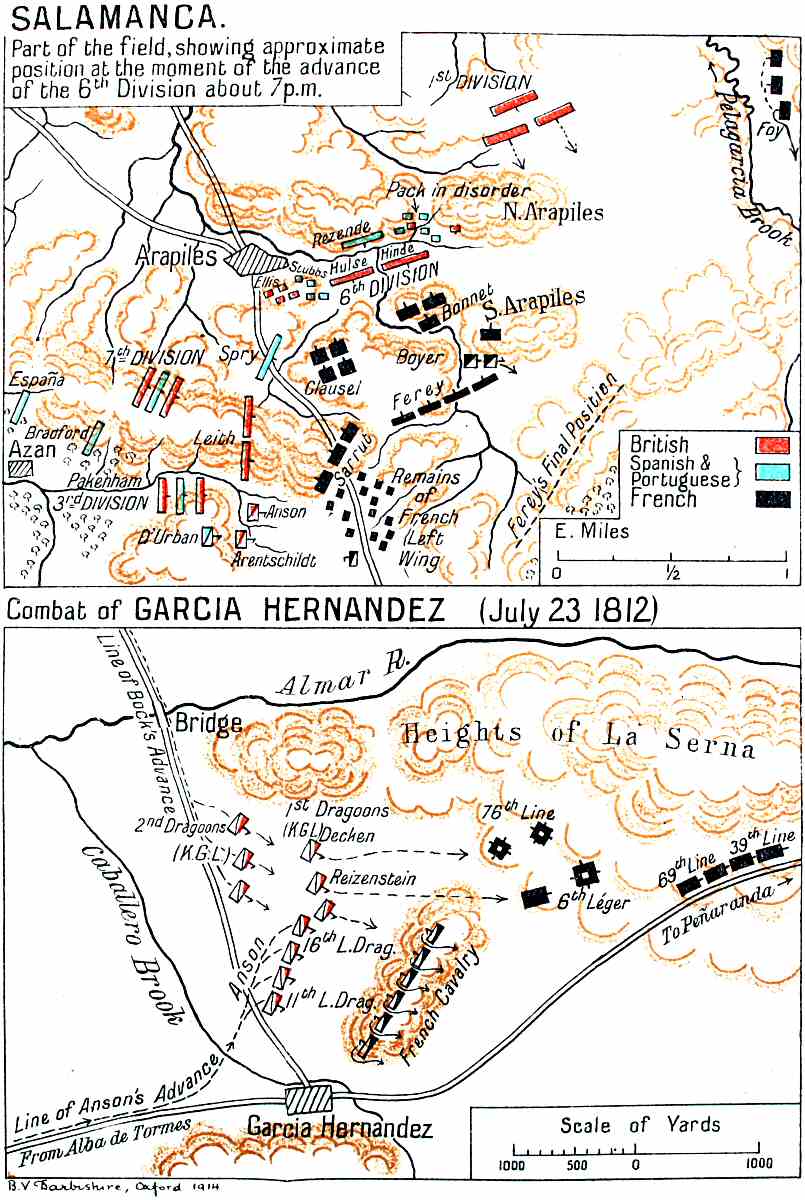 SALAMANCA.
Part of the field, showing approximate
position at the moment of the advance
of the 6th Division about 7p.m.
1st DIVISION
Foy
Pelagarcia Brook
Pack in disorder
N. Arapiles
Rezende
Arapiles
Stubbs
Hulse
Hinde
Ellis
6th DIVISION
Bonnet
S. Arapiles
7th DIVISION
Spry
Boyer
España
Clausel
Ferey
Bradford
Leith
Azan
Sarrut
Ferey's Final Position
Pakenham
3rd DIVISION
Remains
of
French
(Left
Wing
Anson
D'Urban
Arentschildt
British
Spanish &
Portuguese
French
E. Miles
0 ½ 1
Combat of GARCIA HERNANDEZ (July 23 1812)
Line of Bock's Advance
Almar R.
Bridge
Heights of La Serna
1st Dragoons
(K.G.L.) Decken
2nd Dragoons
(K.G.L.)
76th Line
39th Line
69th Line
Reizenstein
6th Léger
To Peñaranda
Caballero Brook
Anson
16th L. Drag.
11th L. Drag.
French Cavalry
Line of Anson's Advance
From Alba de Tormes
Garcia Hernandez
Scale of Yards
1000 500 0 1000
B.V. Darbishire, Oxford 1914